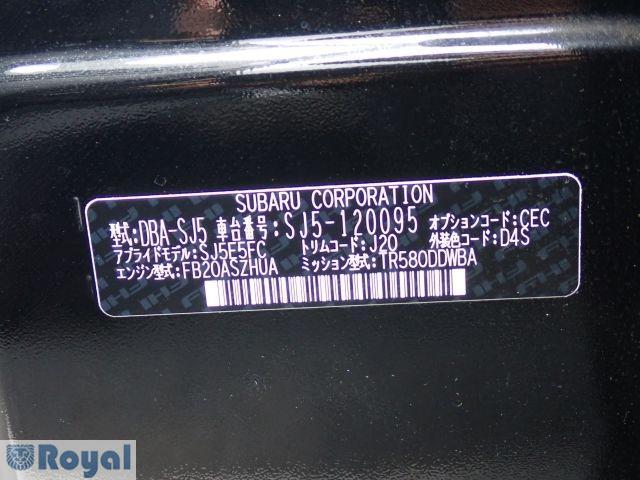 SUBARU CORPORATION
型式:DBA-SJ5 車台番号:SJ5-120095 オプションコード:CEC
アプライドモデル:SJ5E5FC トリムコード:J20 外装色コード:D4S
エンジン型式:FB20ASZHUA ミッション型式:TR580DDWBA
Royal